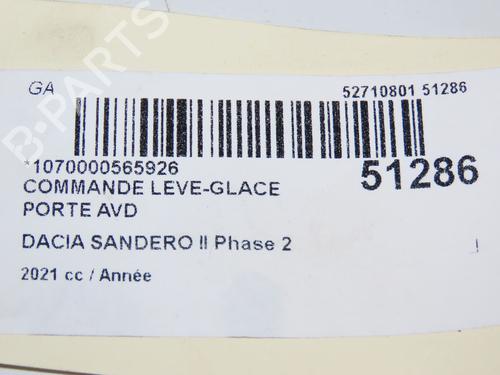 GA
52710801 51286
*1070000565926
51286
COMMANDE LEVE-GLACE
PORTE AVD
DACIA SANDERO II Phase 2
2021 cc / Année
B-PARTS